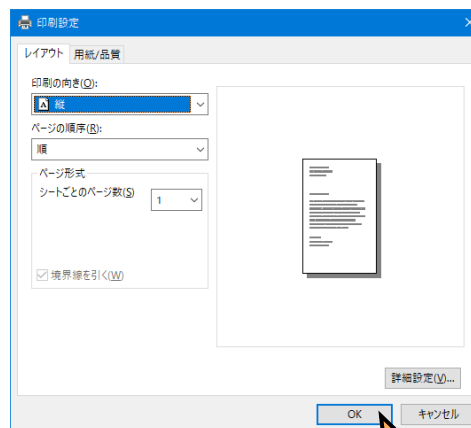 印刷設定
レイアウト 用紙/品質
印刷の向き(O):
A 縦
ページの順序(R):
順
ページ形式
シートごとのページ数(S) 1
境界線を引く(W)
詳細設定(V)...
OK キャンセル